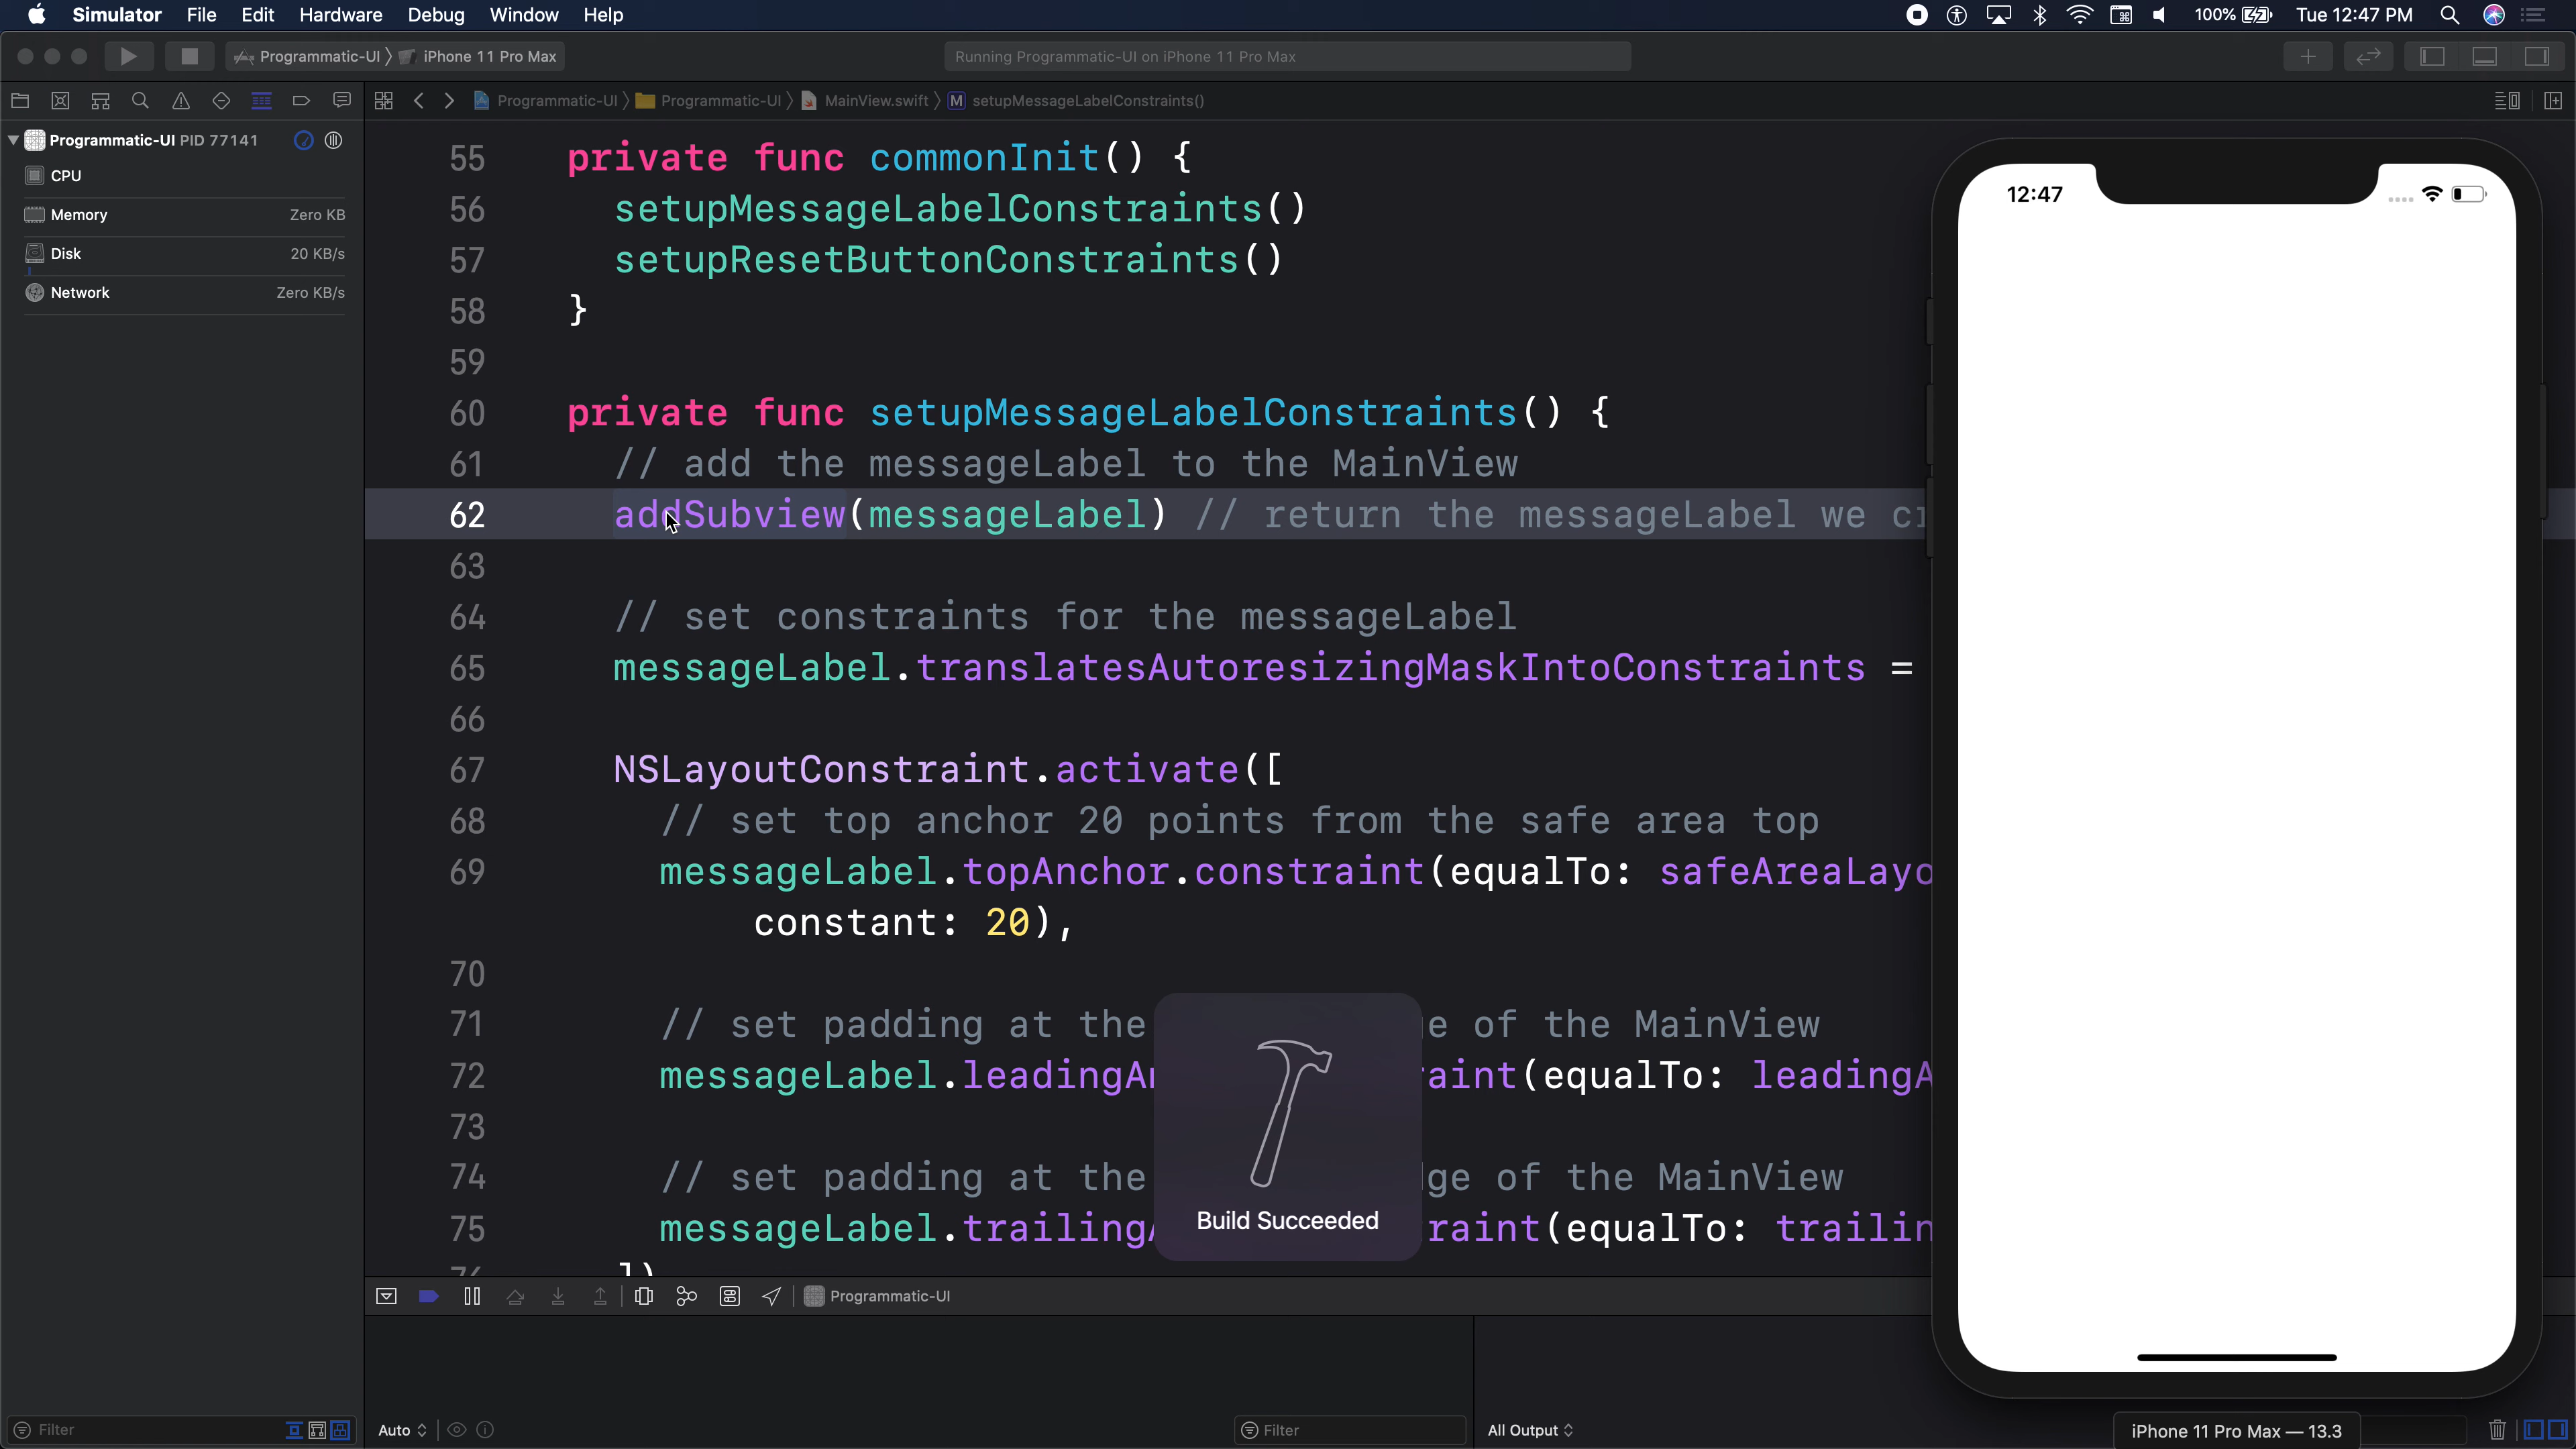 Simulator File Edit Hardware Debug Window Help 100% Tue 12:47 PM
Programmatic-UI iPhone 11 Pro Max Running Programmatic-UI on iPhone 11 Pro Max
Programmatic-UI Programmatic-UI MainView.swift M setupMessageLabelConstraints()
Programmatic-UI PID 77141
CPU
Memory Zero KB
Disk 20 KB/s
Network Zero KB/s
55 private func commonInit() {
56 setupMessageLabelConstraints()
57 setupResetButtonConstraints()
58 }
59
60 private func setupMessageLabelConstraints() {
61 // add the messageLabel to the MainView
62 addSubview(messageLabel) // return the messageLabel we
63
64 // set constraints for the messageLabel
65 messageLabel.translatesAutoresizingMaskIntoConstraints =
66
67 NSLayoutConstraint.activate([
68 // set top anchor 20 points from the safe area top
69 messageLabel.topAnchor.constraint(equalTo: safeAreaLayo
constant: 20),
70
71 // set padding at the e of the MainView
72 messageLabel.leadingA raint(equalTo: leadingA
73
74 // set padding at the ge of the MainView
75 messageLabel.trailing raint(equalTo: trailin
])
Build Succeeded
12:47
Programmatic-UI
Filter Auto Filter All Output iPhone 11 Pro Max — 13.3